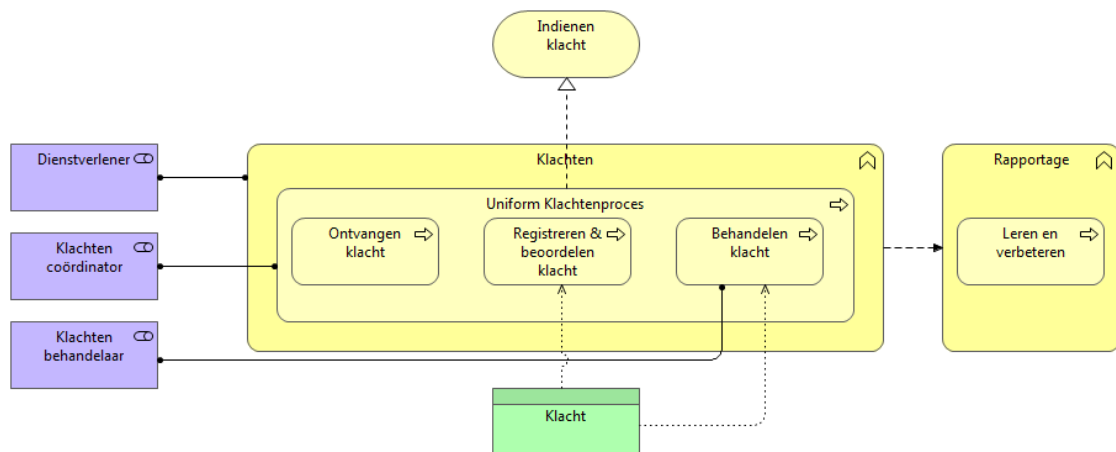 Indienen
klacht
Dienstverlener
Klachten
Rapportage
Uniform Klachtenproces
Ontvangen
klacht
Registreren &
beoordelen
klacht
Behandelen
klacht
Leren en
verbeteren
Klachten
coördinator
Klachten
behandelaar
Klacht